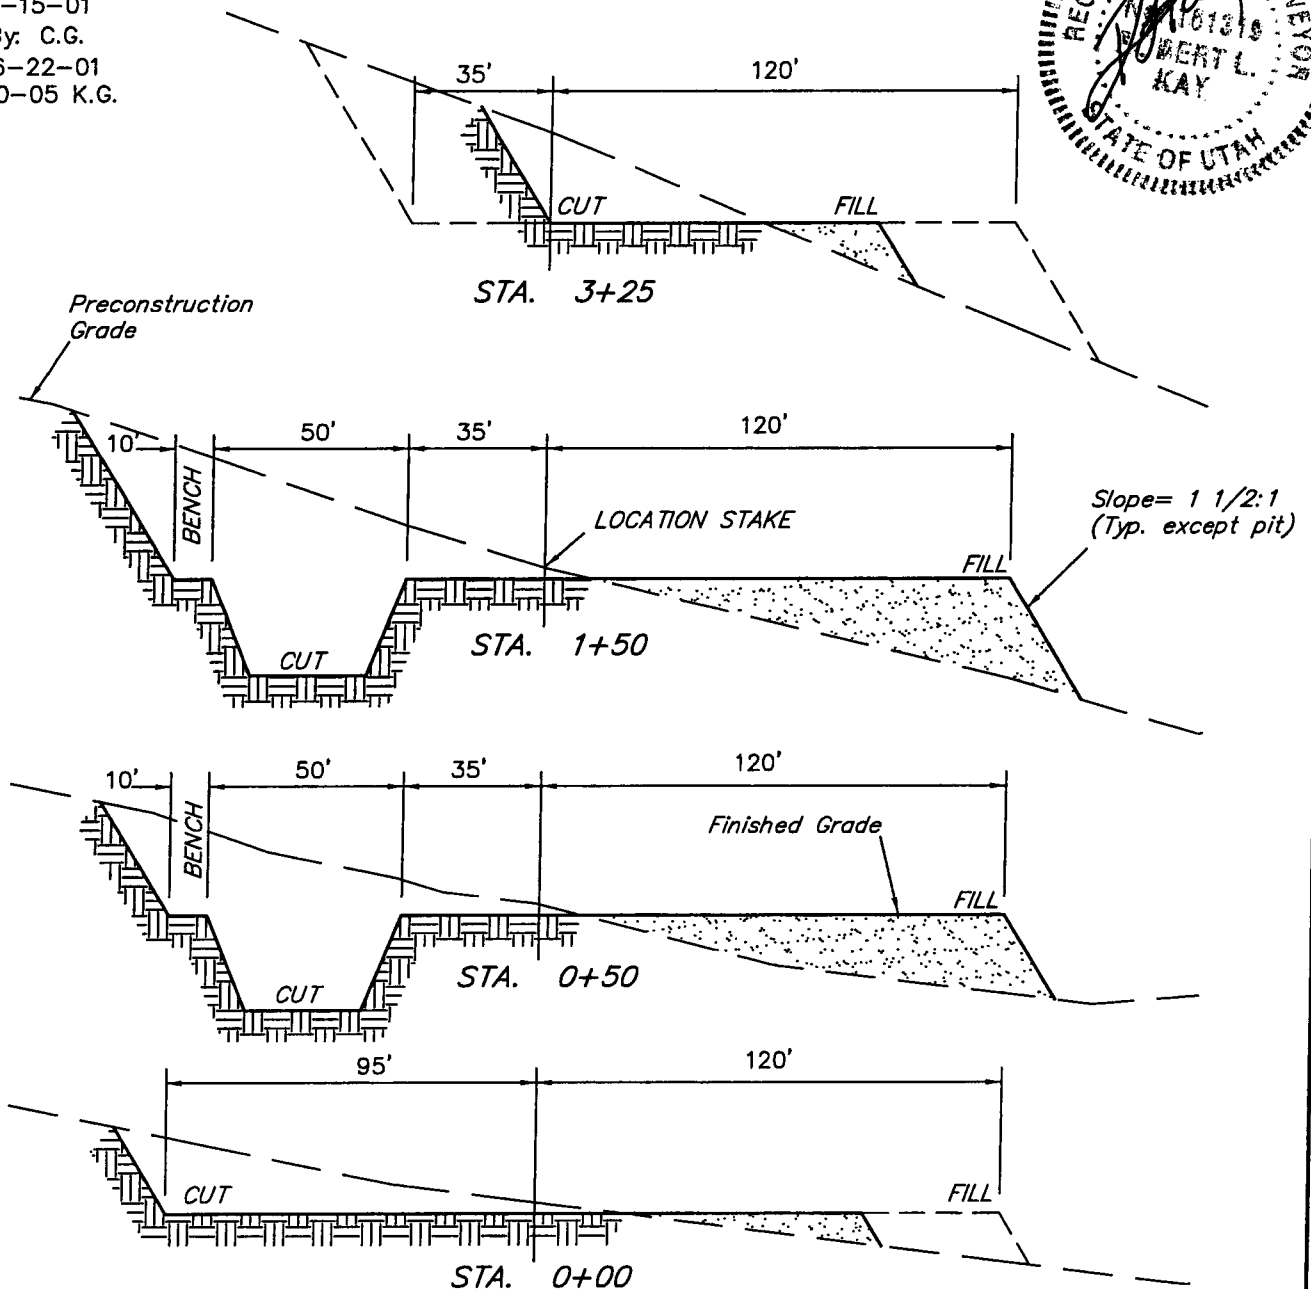 -15-01
By: C.G.
6-22-01
0-05 K.G.
161319
KAY
STATE OF UTAH
35'
120'
CUT
FILL
STA. 3+25
Preconstruction
Grade
10'
BENCH
50'
35'
120'
LOCATION STAKE
Slope= 1 1/2:1
(Typ. except pit)
FILL
CUT
STA. 1+50
10'
BENCH
50'
35'
120'
Finished Grade
FILL
CUT
STA. 0+50
95'
120'
CUT
FILL
STA. 0+00